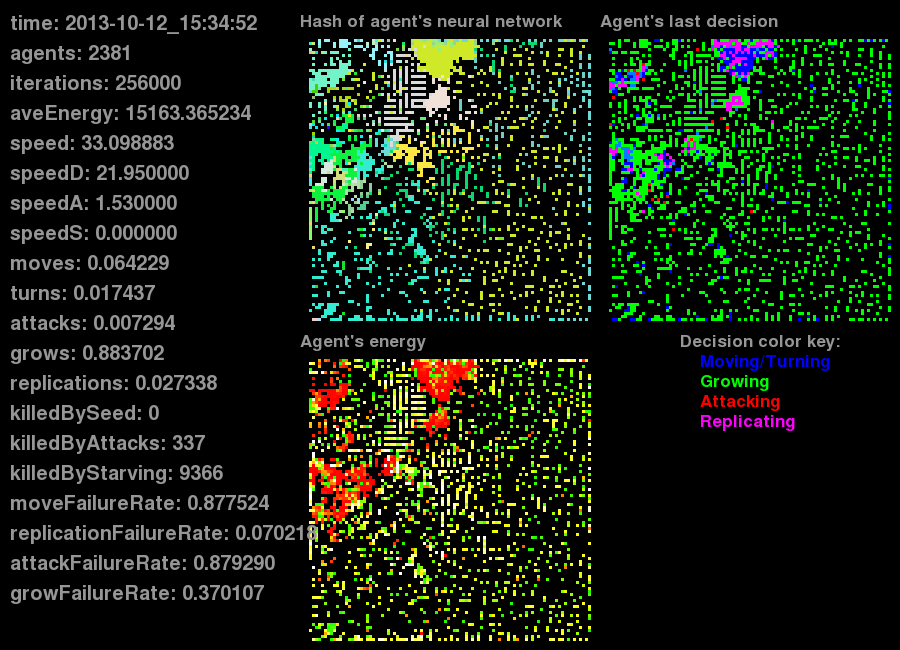 time: 2013-10-12_15:34:52
agents: 2381
iterations: 256000
aveEnergy: 15163.365234
speed: 33.098883
speedD: 21.950000
speedA: 1.530000
speedS: 0.000000
moves: 0.064229
turns: 0.017437
attacks: 0.007294
grows: 0.883702
replications: 0.027338
killedBySeed: 0
killedByAttacks: 337
killedByStarving: 9366
moveFailureRate: 0.877524
replicationFailureRate: 0.070218
attackFailureRate: 0.879290
growFailureRate: 0.370107
Hash of agent's neural network
Agent's last decision
Agent's energy
Decision color key:
Moving/Turning
Growing
Attacking
Replicating